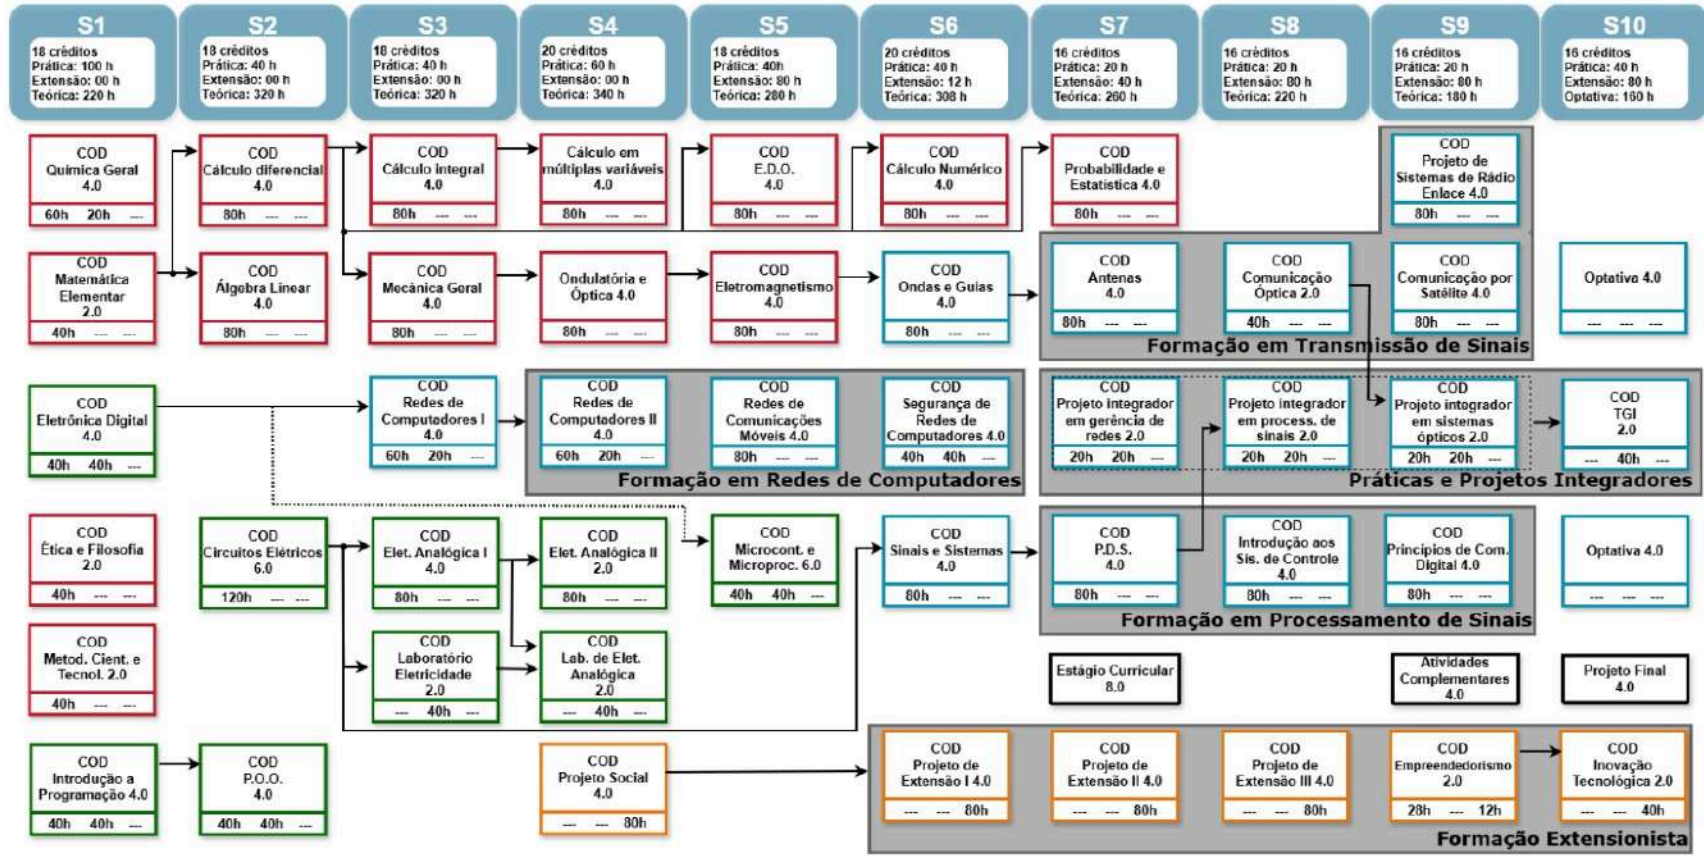 S1
18 créditos
Prática: 100 h
Extensão: 00 h
Teórica: 220 h
S2
18 créditos
Prática: 40 h
Extensão: 00 h
Teórica: 320 h
S3
18 créditos
Prática: 40 h
Extensão: 00 h
Teórica: 320 h
S4
20 créditos
Prática: 60 h
Extensão: 00 h
Teórica: 340 h
S5
18 créditos
Prática: 40h
Extensão: 80 h
Teórica: 280 h
S6
20 créditos
Prática: 40 h
Extensão: 12 h
Teórica: 308 h
S7
16 créditos
Prática: 20 h
Extensão: 40 h
Teórica: 260 h
S8
16 créditos
Prática: 20 h
Extensão: 80 h
Teórica: 220 h
S9
16 créditos
Prática: 20 h
Extensão: 80 h
Teórica: 180 h
S10
16 créditos
Prática: 40 h
Extensão: 80 h
Optativa: 160 h
COD
Química Geral
4.0
60h 20h ---
COD
Cálculo diferencial
4.0
80h --- ---
COD
Cálculo integral
4.0
80h --- ---
Cálculo em
múltiplas variáveis
4.0
80h --- ---
COD
E.D.O.
4.0
80h --- ---
COD
Cálculo Numérico
4.0
80h --- ---
COD
Probabilidade e
Estatística 4.0
80h --- ---
COD
Projeto de
Sistemas de Rádio
Enlace 4.0
80h --- ---
COD
Matemática
Elementar
2.0
40h --- ---
COD
Álgebra Linear
4.0
80h --- ---
COD
Mecânica Geral
4.0
80h --- ---
Ondulatória e
Óptica 4.0
80h --- ---
COD
Eletromagnetismo
4.0
80h --- ---
COD
Ondas e Guias
4.0
80h --- ---
COD
Antenas
4.0
80h --- ---
COD
Comunicação
Óptica 2.0
40h --- ---
COD
Comunicação por
Satélite 4.0
80h --- ---
Optativa 4.0
--- --- ---
Formação em Transmissão de Sinais
COD
Eletrônica Digital
4.0
40h 40h ---
COD
Redes de
Computadores I
4.0
60h 20h ---
COD
Redes de
Computadores II
4.0
60h 20h ---
COD
Redes de
Comunicações
Móveis 4.0
80h --- ---
COD
Segurança de
Redes de
Computadores 4.0
40h 40h ---
COD
Projeto integrador
em gerência de
redes 2.0
20h 20h ---
COD
Projeto integrador
em process. de
sinais 2.0
20h 20h ---
COD
Projeto integrador
em sistemas
ópticos 2.0
20h 20h ---
COD
TGI
2.0
--- 40h ---
Formação em Redes de Computadores
Práticas e Projetos Integradores
COD
Ética e Filosofia
2.0
40h --- ---
COD
Circuitos Elétricos
6.0
120h --- ---
COD
Elet. Analógica I
4.0
80h --- ---
COD
Elet. Analógica II
2.0
80h --- ---
COD
Microcont. e
Microproc. 6.0
40h 40h ---
COD
Sinais e Sistemas
4.0
80h --- ---
COD
P.D.S.
4.0
80h --- ---
COD
Introdução aos
Sis. de Controle
4.0
80h --- ---
COD
Princípios de Com.
Digital 4.0
80h --- ---
Optativa 4.0
--- --- ---
Formação em Processamento de Sinais
COD
Metod. Cient. e
Tecnol. 2.0
40h --- ---
COD
Laboratório
Eletricidade
2.0
--- 40h ---
COD
Lab. de Elet.
Analógica
2.0
--- 40h ---
Estágio Curricular
8.0
Atividades
Complementares
4.0
Projeto Final
4.0
COD
Introdução a
Programação 4.0
40h 40h ---
COD
P.O.O.
4.0
40h 40h ---
COD
Projeto Social
4.0
--- --- 80h
COD
Projeto de
Extensão I 4.0
--- --- 80h
COD
Projeto de
Extensão II 4.0
--- --- 80h
COD
Projeto de
Extensão III 4.0
--- --- 80h
COD
Empreendedorismo
2.0
28h --- 12h
COD
Inovação
Tecnológica 2.0
--- --- 40h
Formação Extensionista